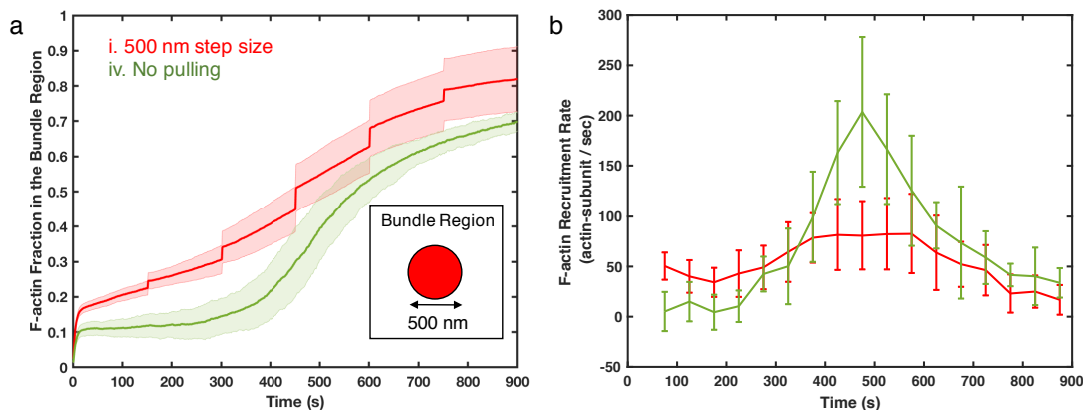 a
i. 500 nm step size
iv. No pulling
F-actin Fraction in the Bundle Region
1
0.9
0.8
0.7
0.6
0.5
0.4
0.3
0.2
0.1
0
Bundle Region
500 nm
0 100 200 300 400 500 600 700 800 900
Time (s)
b
F-actin Recruitment Rate
(actin-subunit / sec)
300
250
200
150
100
50
0
-50
0 100 200 300 400 500 600 700 800 900
Time (s)